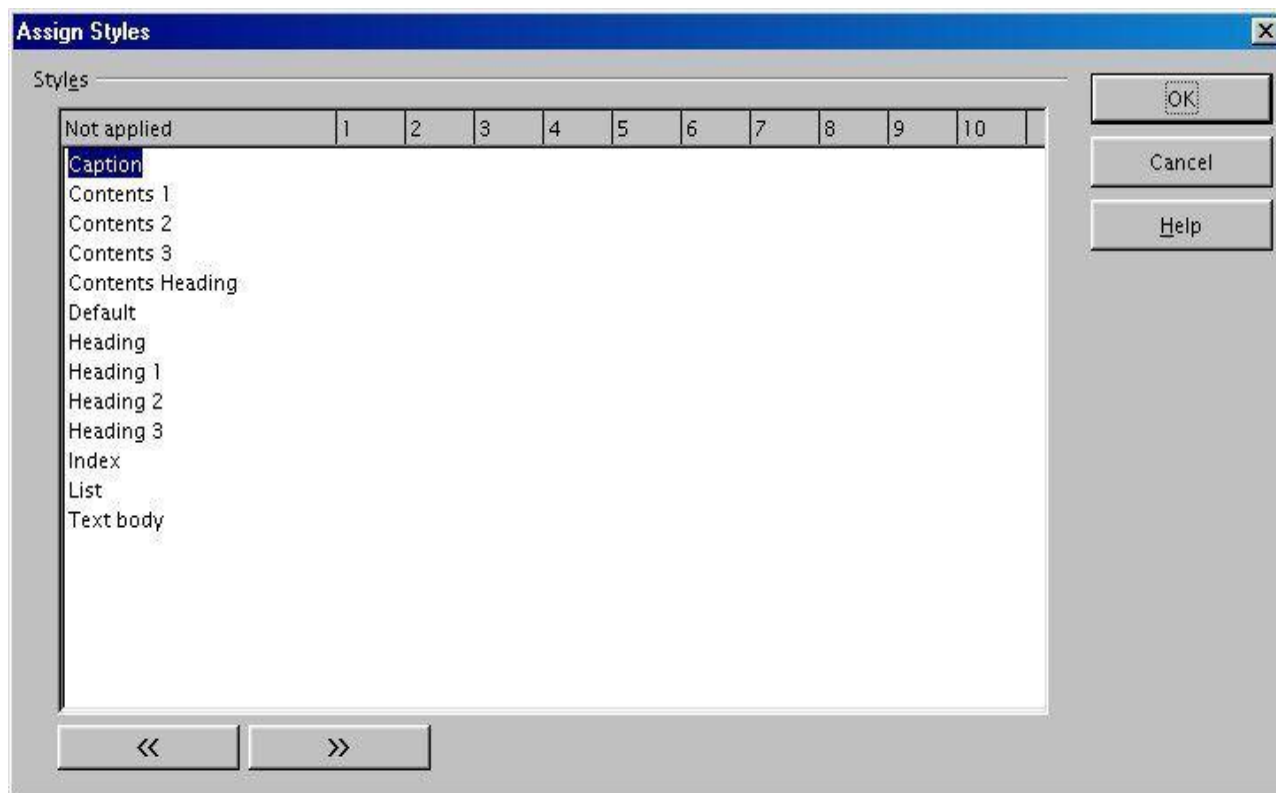 Assign Styles
Styles
OK
Not applied 1 2 3 4 5 6 7 8 9 10
Caption
Cancel
Contents 1
Contents 2
Help
Contents 3
Contents Heading
Default
Heading
Heading 1
Heading 2
Heading 3
Index
List
Text body
<< >>